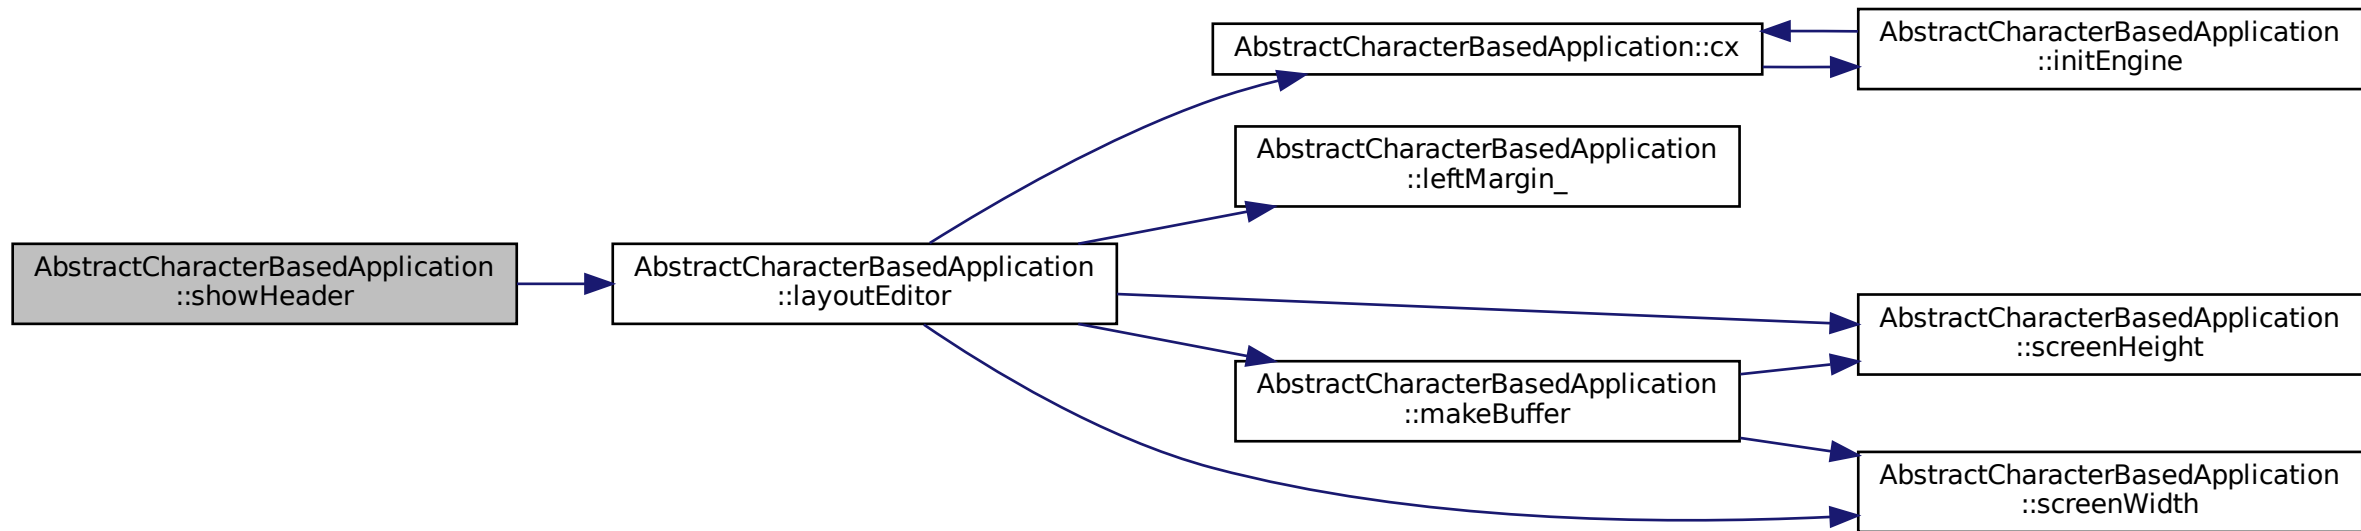 AbstractCharacterBasedApplication
::showHeader
AbstractCharacterBasedApplication
::layoutEditor
AbstractCharacterBasedApplication::cx
AbstractCharacterBasedApplication
::leftMargin_
AbstractCharacterBasedApplication
::makeBuffer
AbstractCharacterBasedApplication
::initEngine
AbstractCharacterBasedApplication
::screenHeight
AbstractCharacterBasedApplication
::screenWidth